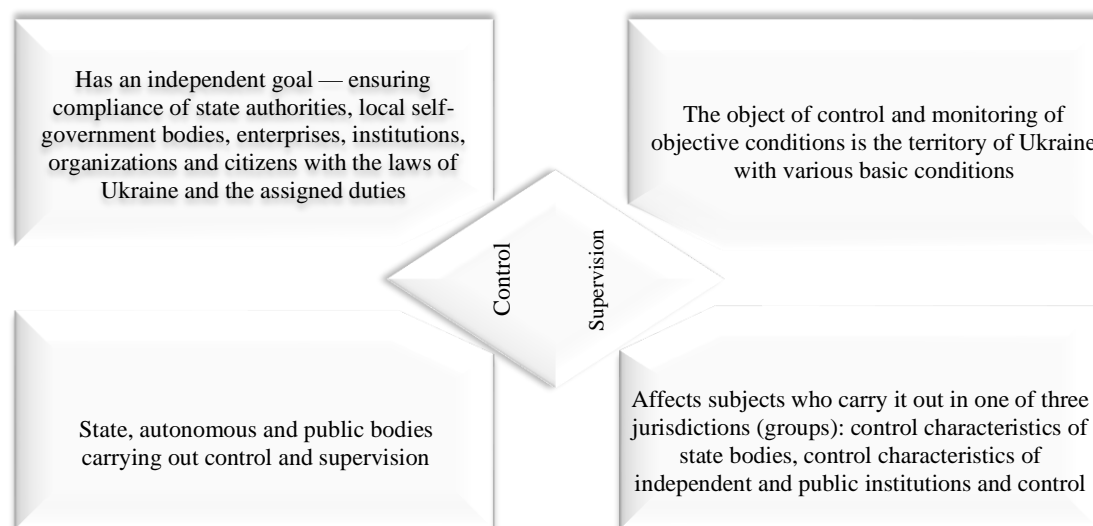 Has an independent goal — ensuring
compliance of state authorities, local self-
government bodies, enterprises, institutions,
organizations and citizens with the laws of
Ukraine and the assigned duties
The object of control and monitoring of
objective conditions is the territory of Ukraine
with various basic conditions
Control
Supervision
State, autonomous and public bodies
carrying out control and supervision
Affects subjects who carry it out in one of three
jurisdictions (groups): control characteristics of
state bodies, control characteristics of
independent and public institutions and control